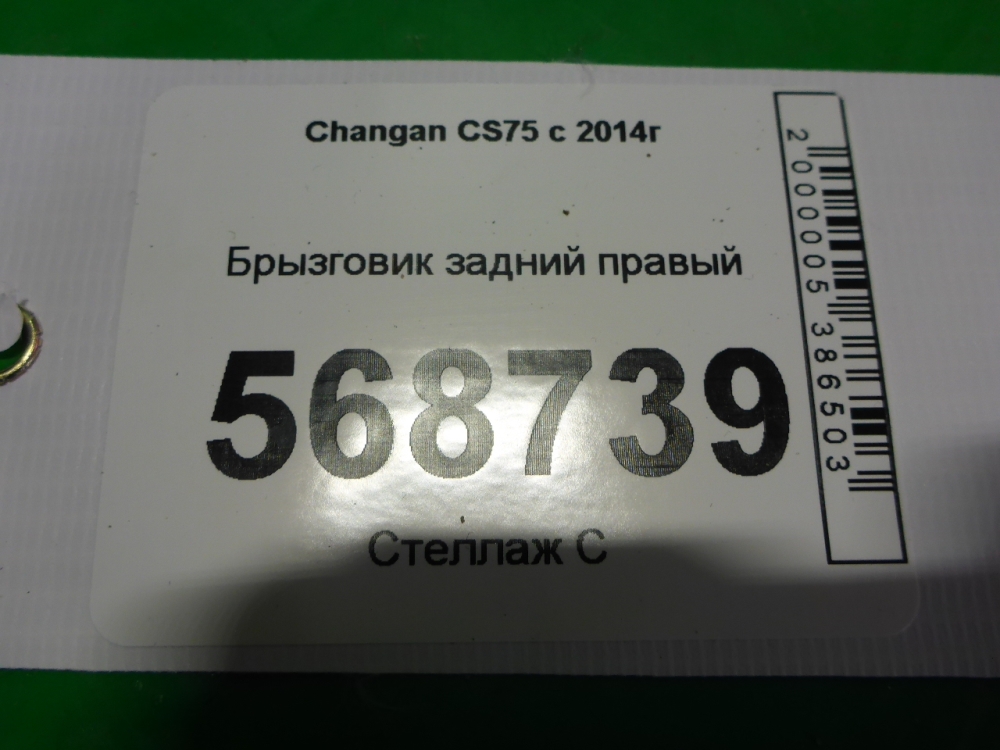 Changan CS75 с 2014г
Брызговик задний правый
568739
Стеллаж С
2000005386503